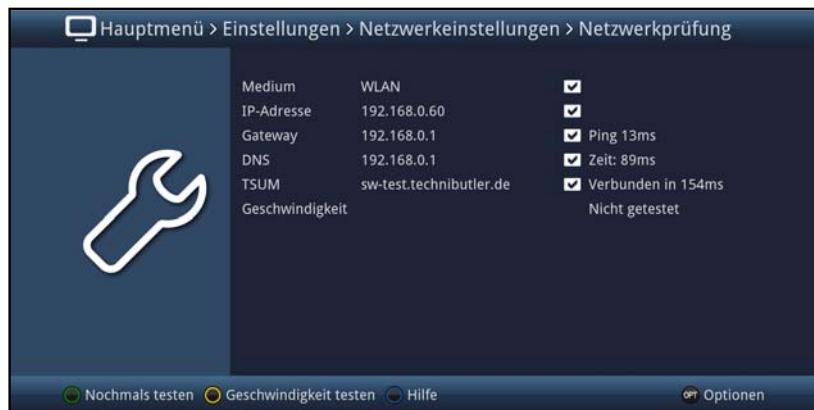 Hauptmenü > Einstellungen > Netzwerkeinstellungen > Netzwerkprüfung
Medium WLAN
IP-Adresse 192.168.0.60
Gateway 192.168.0.1 Ping 13ms
DNS 192.168.0.1 Zeit: 89ms
TSUM sw-test.technibutler.de Verbunden in 154ms
Geschwindigkeit Nicht getestet
Nochmals testen Geschwindigkeit testen Hilfe OPT Optionen